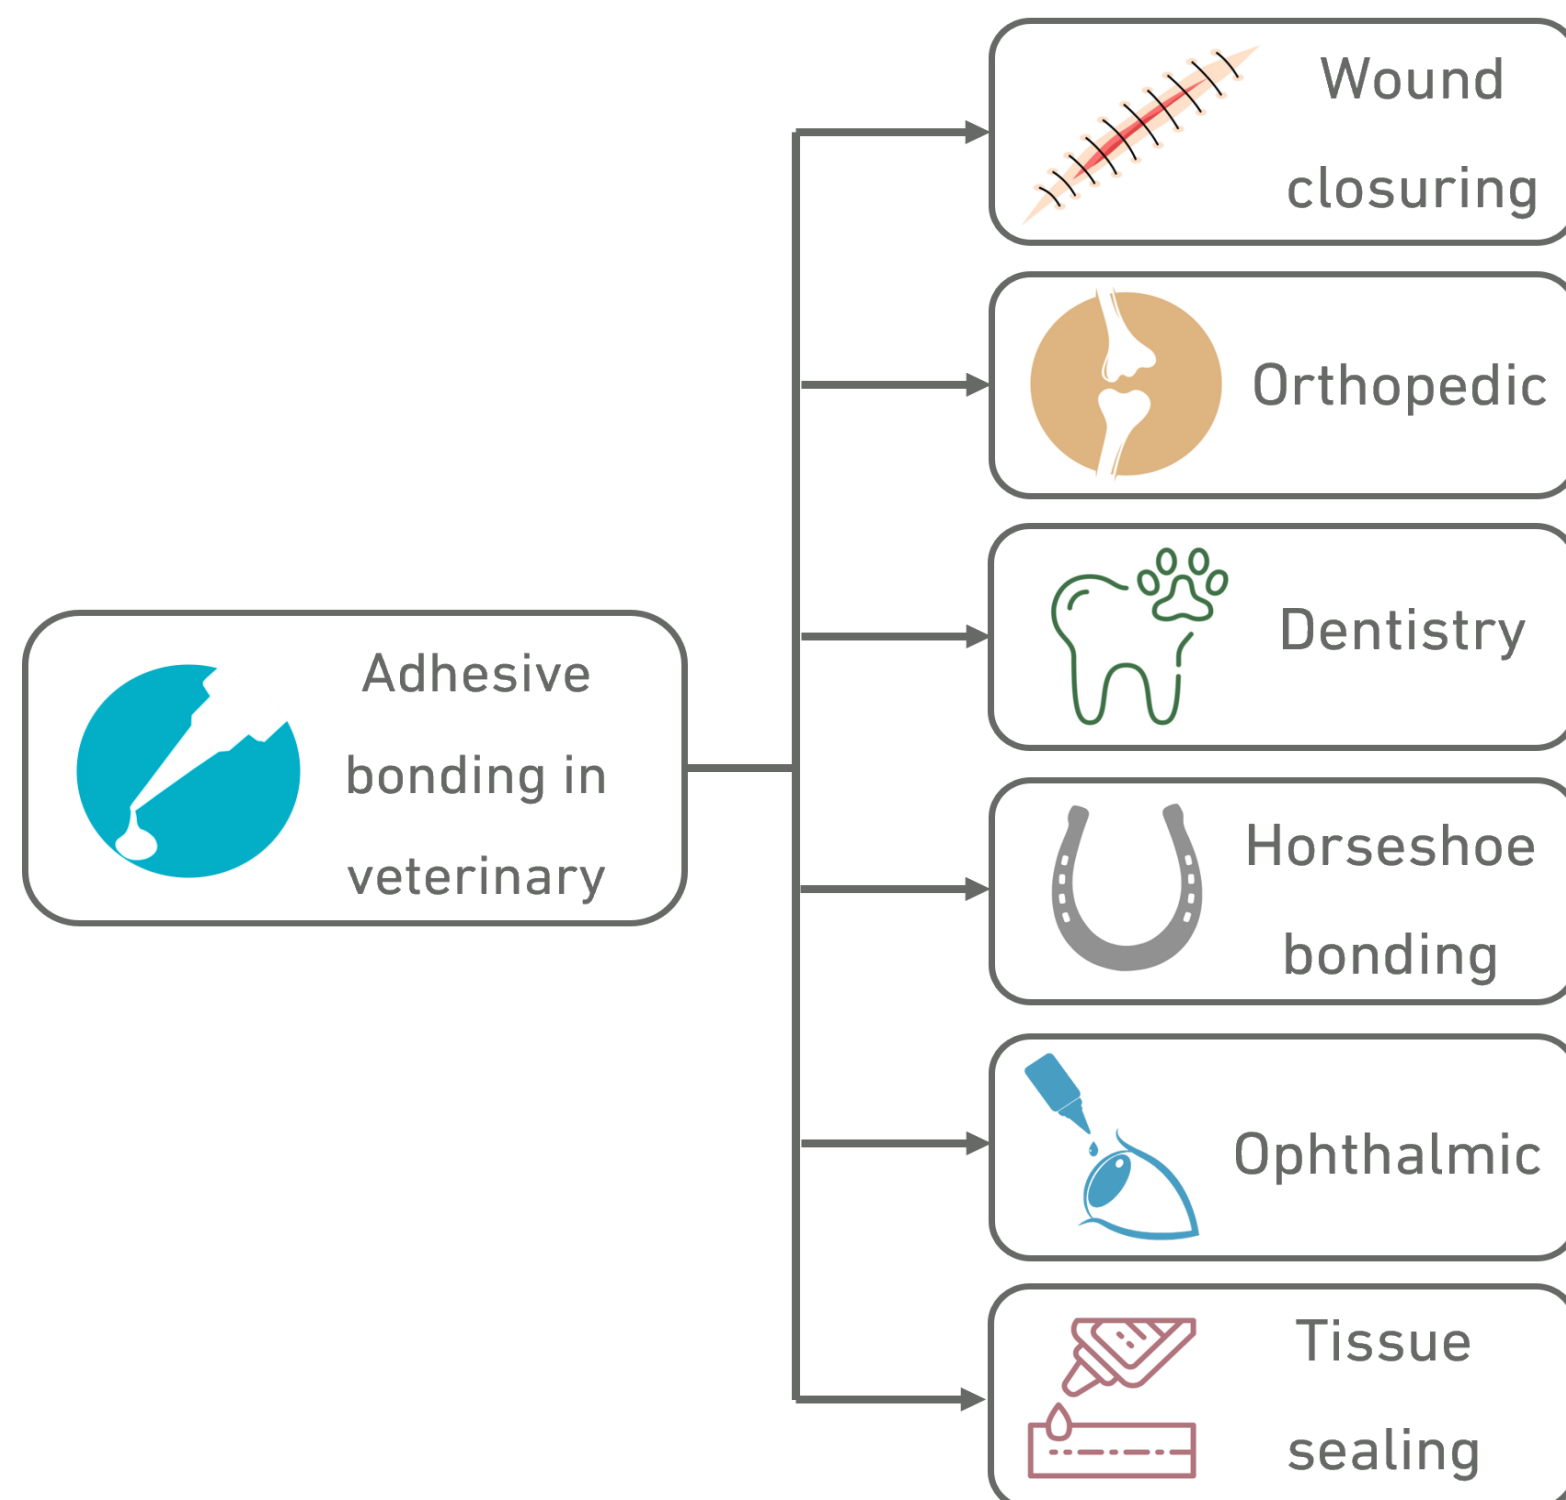 Adhesive
bonding in
veterinary
Wound
closuring
Orthopedic
Dentistry
Horseshoe
bonding
Ophthalmic
Tissue
sealing